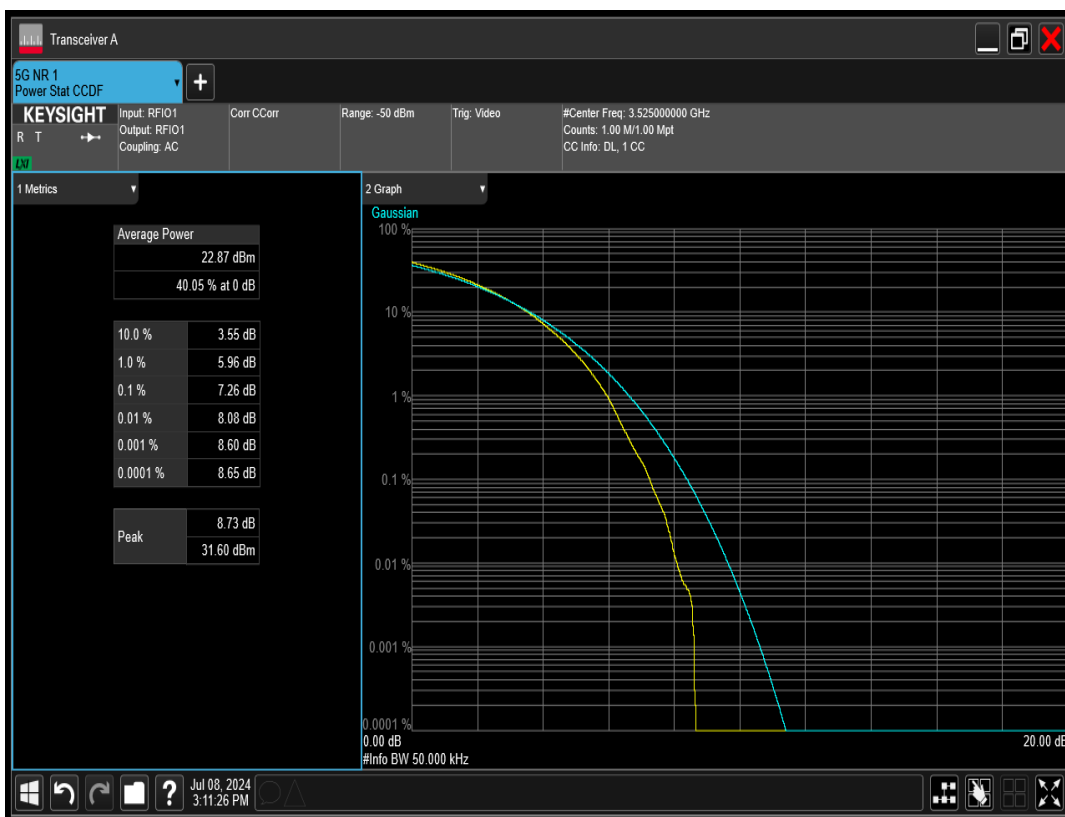 Transceiver A
5G NR 1
Power Stat CCDF
+
KEYSIGHT
R T
LXI
Input: RFIO1
Output: RFIO1
Coupling: AC
Corr CCorr
Range: -50 dBm
Trig: Video
#Center Freq: 3.525000000 GHz
Counts: 1.00 M/1.00 Mpt
CC Info: DL, 1 CC
1 Metrics
Average Power
22.87 dBm
40.05 % at 0 dB
10.0 % 3.55 dB
1.0 % 5.96 dB
0.1 % 7.26 dB
0.01 % 8.08 dB
0.001 % 8.60 dB
0.0001 % 8.65 dB
Peak 8.73 dB
31.60 dBm
2 Graph
Gaussian
100 %
10 %
1 %
0.1 %
0.01 %
0.001 %
0.0001 %
0.00 dB
20.00 dB
#Info BW 50.000 kHz
?
Jul 08, 2024
3:11:26 PM